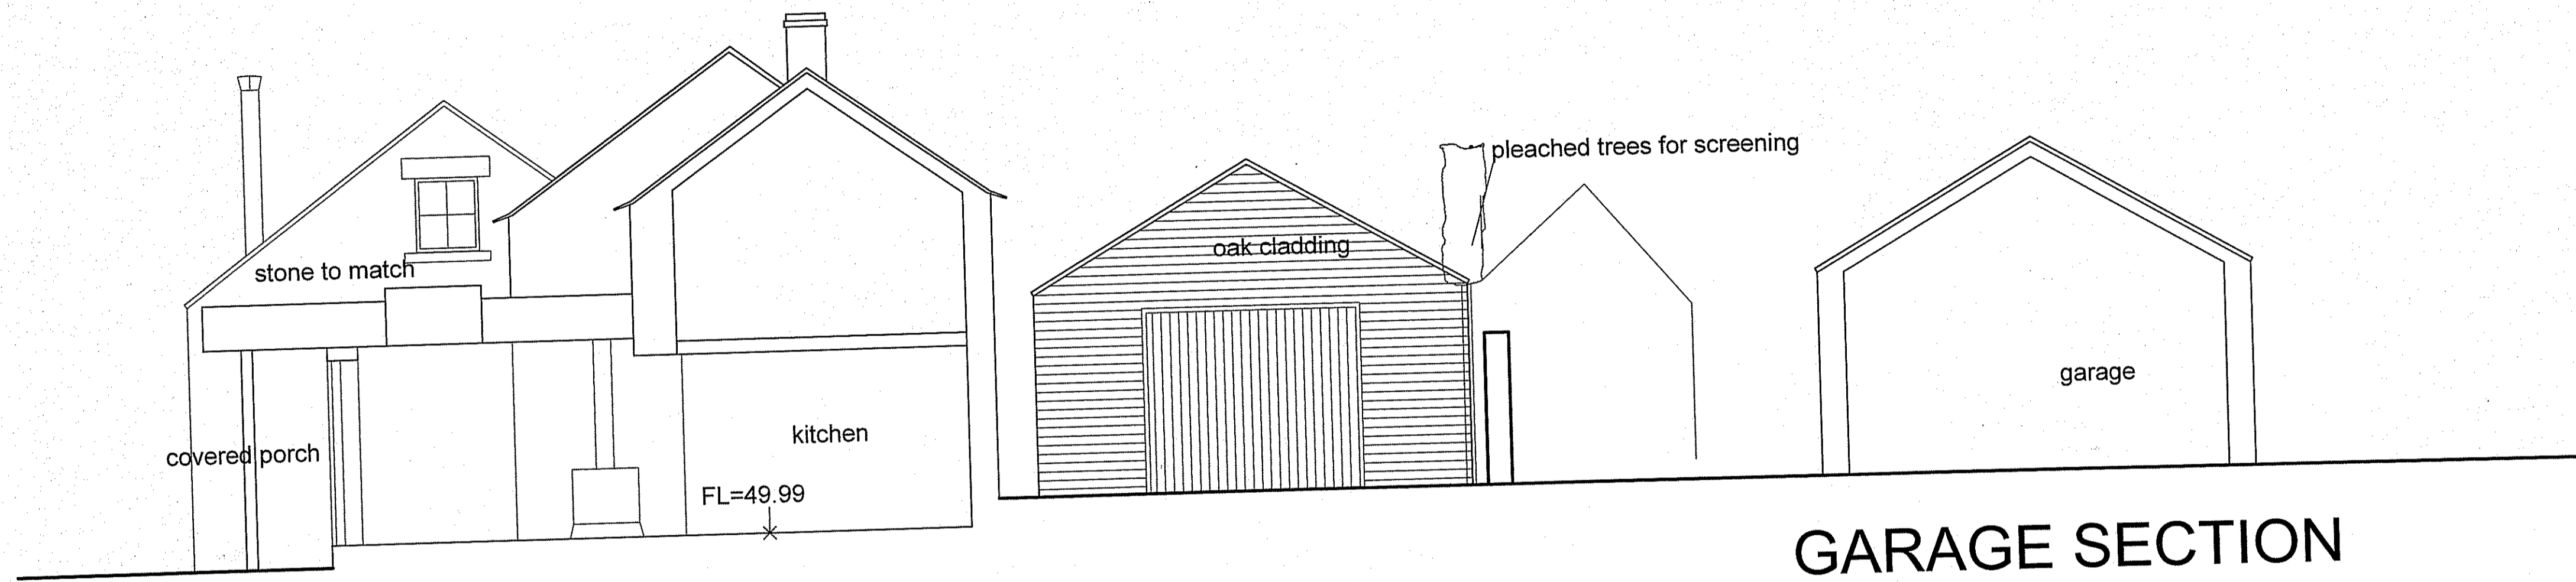 pleached trees for screening
oak cladding
stone to match
garage
kitchen
covered porch
FL=49.99
GARAGE SECTION